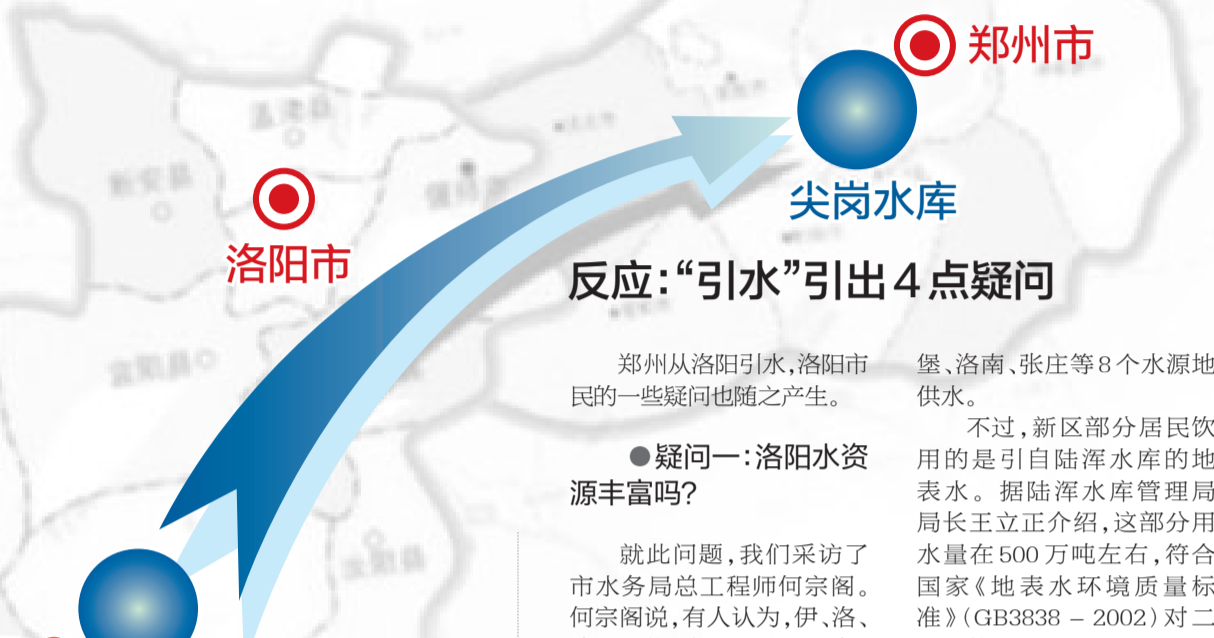 郑州市
尖岗水库
洛阳市
孟津县
新安县
偃师市
宜阳县
反应：“引水”引出4点疑问
郑州从洛阳引水，洛阳市
民的一些疑问也随之产生。
●疑问一：洛阳水资
源丰富吗？
就此问题，我们采访了
市水务局总工程师何宗阁。
何宗阁说，有人认为，伊、洛、
堡、洛南、张庄等8个水源地
供水。
不过，新区部分居民饮
用的是引自陆浑水库的地
表水。据陆浑水库管理局
局长王立正介绍，这部分用
水量在500万吨左右，符合
国家《地表水环境质量标
准》（GB3838－2002）对二